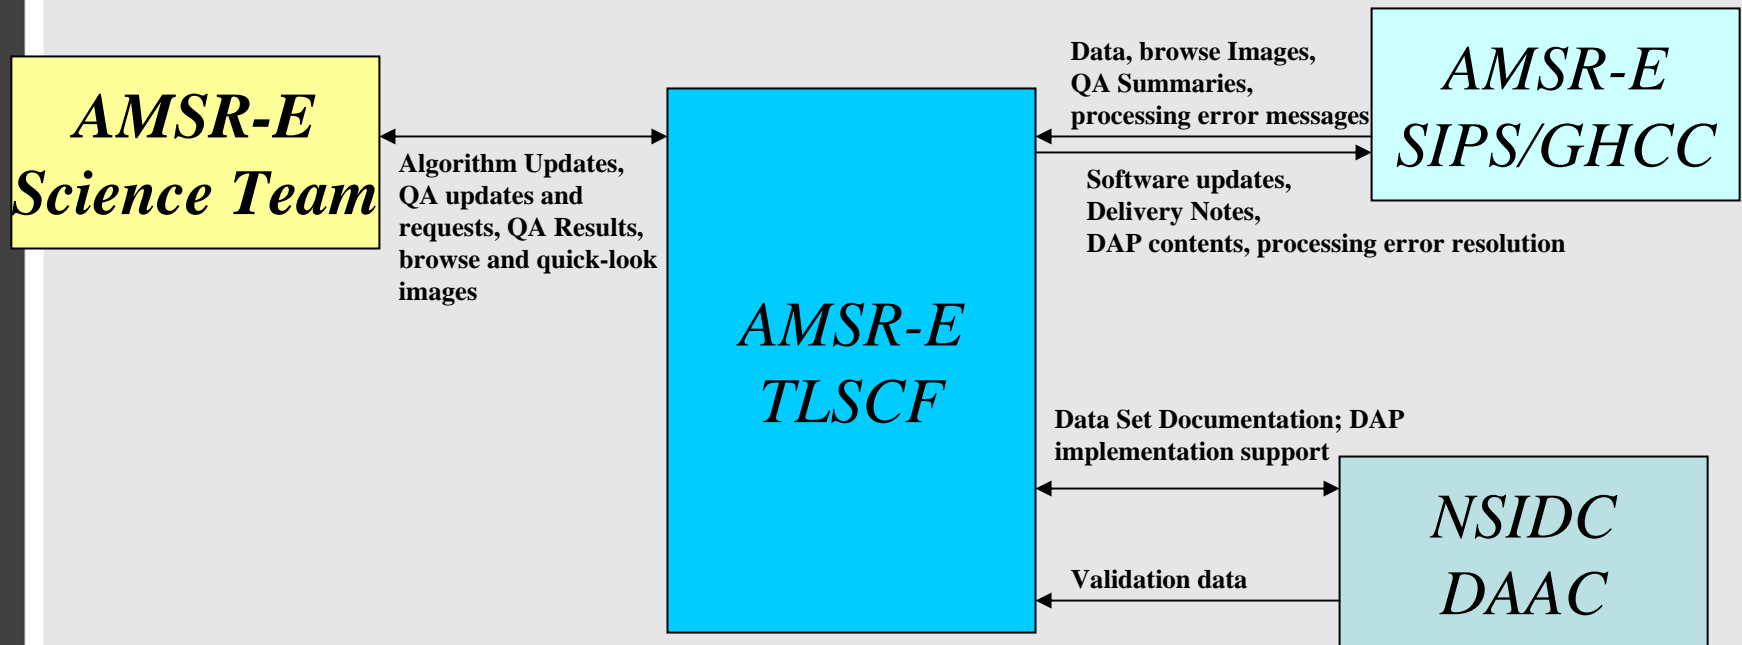 AMSR-E
Science Team
Algorithm Updates,
QA updates and
requests, QA Results,
browse and quick-look
images
AMSR-E
TLSCF
Data, browse Images,
QA Summaries,
processing error messages
AMSR-E
SIPS/GHCC
Software updates,
Delivery Notes,
DAP contents, processing error resolution
Data Set Documentation; DAP
implementation support
NSIDC
DAAC
Validation data